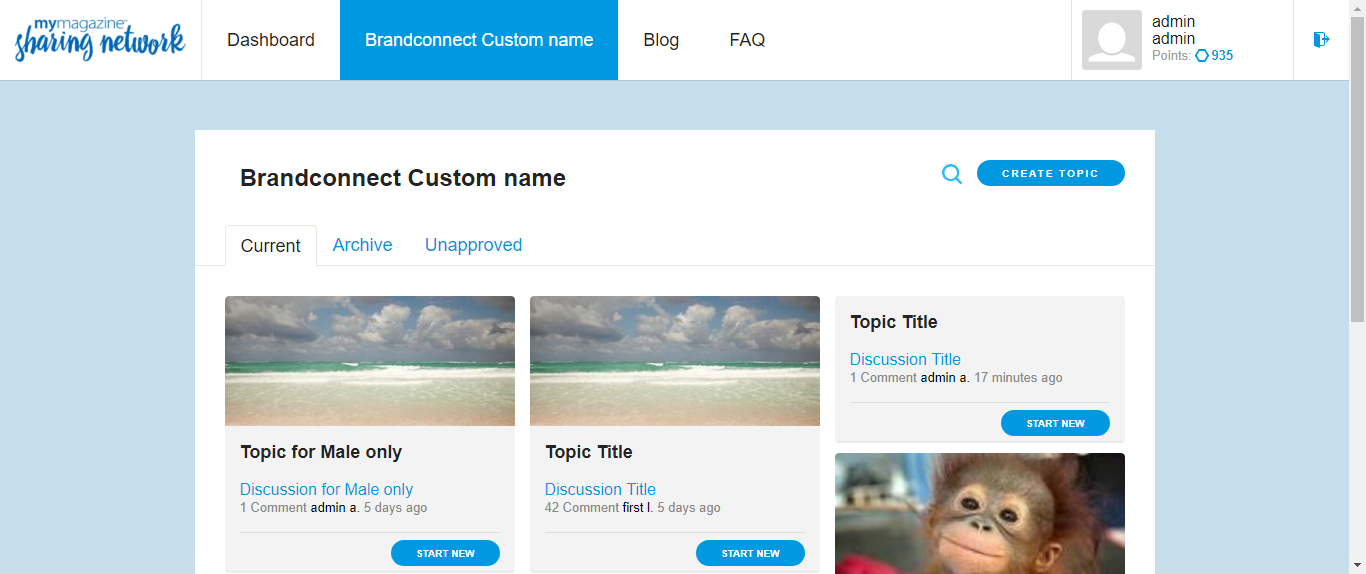 mymagazine
sharing network
Dashboard
Brandconnect Custom name
Blog
FAQ
admin
admin
Points: 935
Brandconnect Custom name
CREATE TOPIC
Current
Archive
Unapproved
Topic for Male only
Discussion for Male only
1 Comment admin a. 5 days ago
START NEW
Topic Title
Discussion Title
42 Comment first l. 5 days ago
START NEW
Topic Title
Discussion Title
1 Comment admin a. 17 minutes ago
START NEW